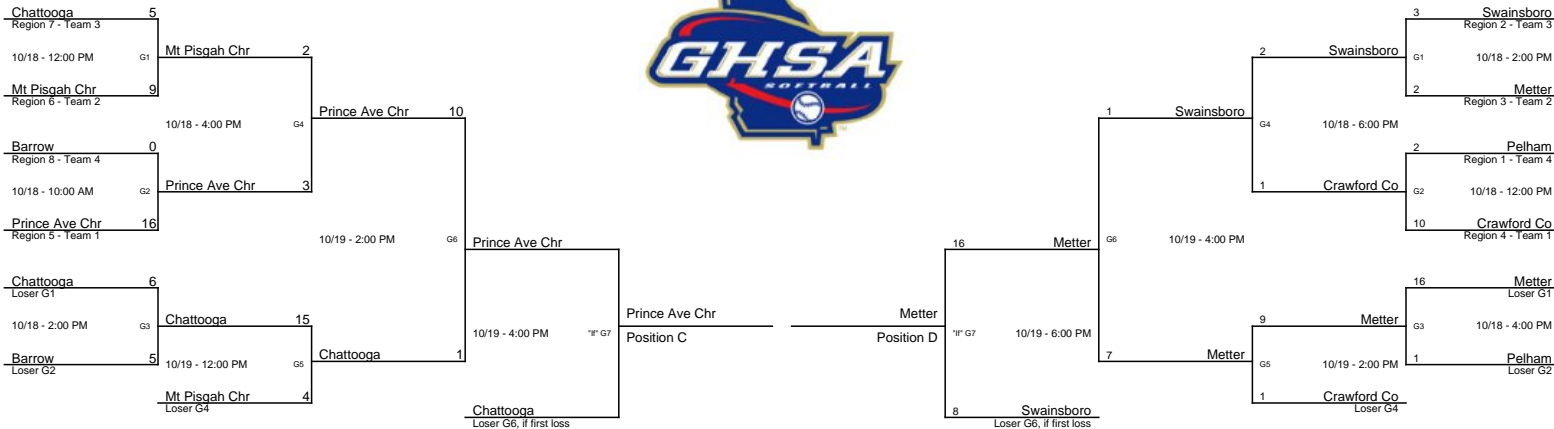 GHSA
SOFTBALL
TM
Chattooga 5
Region 7 - Team 3
10/18 - 12:00 PM G1
Mt Pisgah Chr 9
Region 6 - Team 2
Mt Pisgah Chr 2
10/18 - 4:00 PM G4
Barrow 0
Region 8 - Team 4
10/18 - 10:00 AM G2
Prince Ave Chr 16
Region 5 - Team 1
Prince Ave Chr 3
Prince Ave Chr 10
10/19 - 2:00 PM G6
Chattooga 6
Loser G1
10/18 - 2:00 PM G3
Barrow 5
Loser G2
Chattooga 15
10/19 - 12:00 PM G5
Mt Pisgah Chr 4
Loser G4
Chattooga 1
Prince Ave Chr
10/19 - 4:00 PM "If" G7
Chattooga
Loser G6, if first loss
Prince Ave Chr
Position C
Metter
Position D
16 Metter
"If" G7 10/19 - 6:00 PM
8 Swainsboro
Loser G6, if first loss
1 Swainsboro
G6 10/19 - 4:00 PM
7 Metter
2 Swainsboro
G4 10/18 - 6:00 PM
1 Crawford Co
9 Metter
G5 10/19 - 2:00 PM
1 Crawford Co
Loser G4
3 Swainsboro
Region 2 - Team 3
G1 10/18 - 2:00 PM
2 Metter
Region 3 - Team 2
2 Pelham
Region 1 - Team 4
G2 10/18 - 12:00 PM
10 Crawford Co
Region 4 - Team 1
16 Metter
Loser G1
G3 10/18 - 4:00 PM
1 Pelham
Loser G2